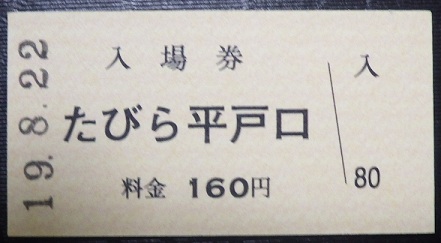 19.8.22
入場券
たびら平戸口
料金 160円
入
80